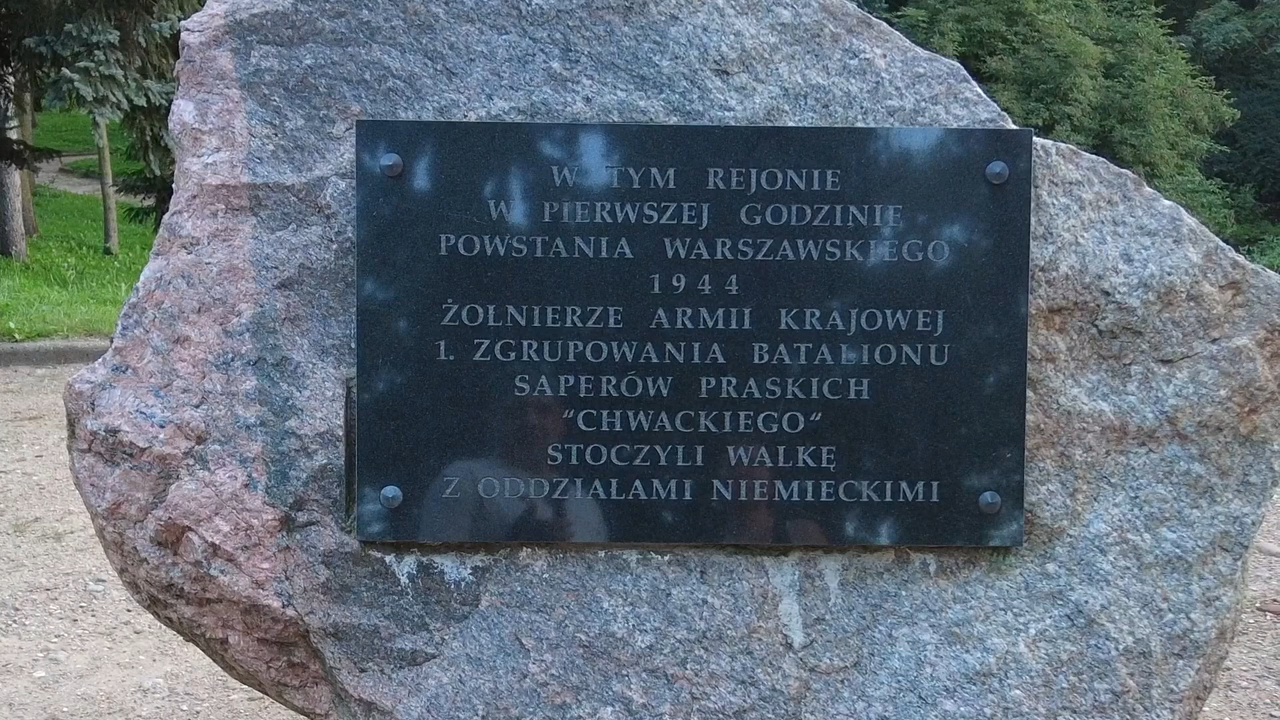 W TYM REJONIE
W PIERWSZEJ GODZINIE
POWSTANIA WARSZAWSKIEGO
1944
ŻOŁNIERZE ARMII KRAJOWEJ
1. ZGRUPOWANIA BATALIONU
SAPERÓW PRASKICH
“CHWACKIEGO“
STOCZYLI WALKĘ
Z ODDZIAŁAMI NIEMIECKIMI